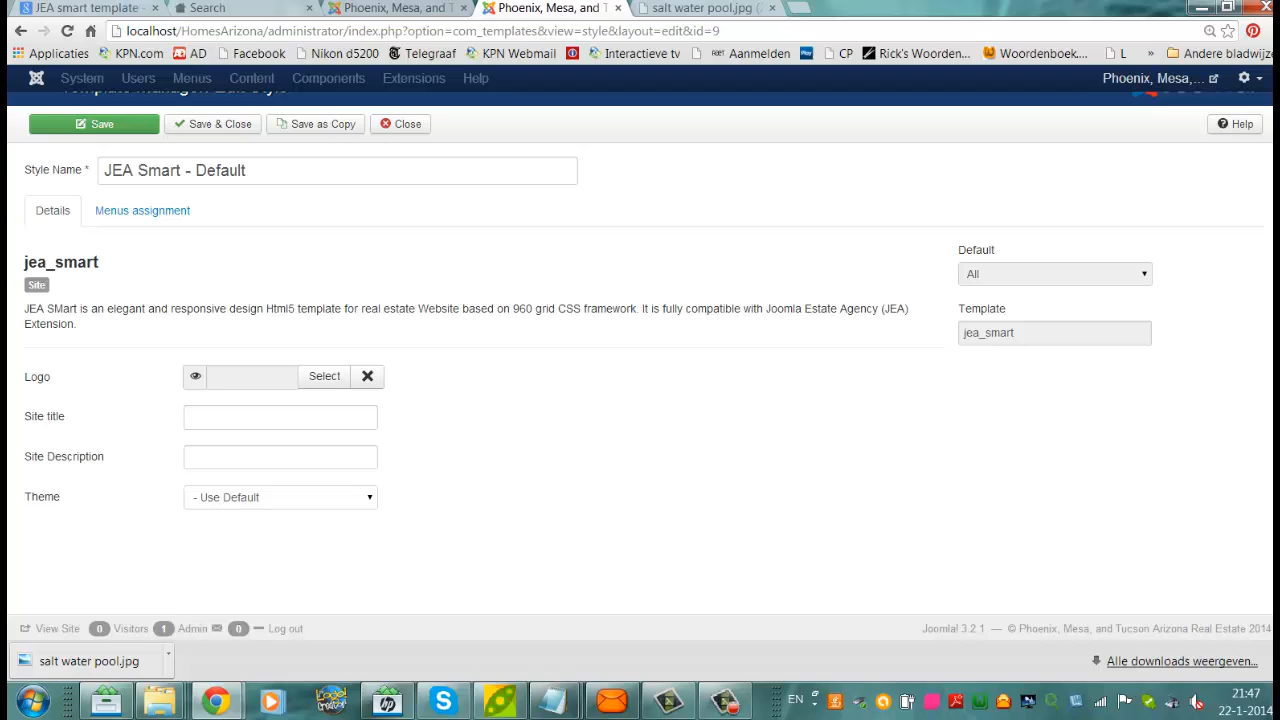 JEA smart template -
Search
Phoenix, Mesa, and T
Phoenix, Mesa, and T
salt water pool.jpg (
localhost/HomesArizona/administrator/index.php?option=com_templates&view=style&layout=edit&id=9
Applicaties
KPN.com
AD
Facebook
Nikon d5200
Telegraaf
KPN Webmail
Interactieve tv
Aanmelden
CP
Rick's Woorden...
Woordenboek....
L
»
Andere bladwijze
System
Users
Menus
Content
Components
Extensions
Help
Phoenix, Mesa,...
Save
Save & Close
Save as Copy
Close
Help
Style Name *
JEA Smart - Default
Details
Menus assignment
jea_smart
Site
JEA SMart is an elegant and responsive design Html5 template for real estate Website based on 960 grid CSS framework. It is fully compatible with Joomla Estate Agency (JEA)
Extension.
Default
All
Template
jea_smart
Logo
Select
Site title
Site Description
Theme
- Use Default
View Site
0
Visitors
1
Admin
0
Log out
Joomla! 3.2.1 — © Phoenix, Mesa, and Tucson Arizona Real Estate 2014
salt water pool.jpg
Alle downloads weergeven...
EN
21:47
22-1-2014